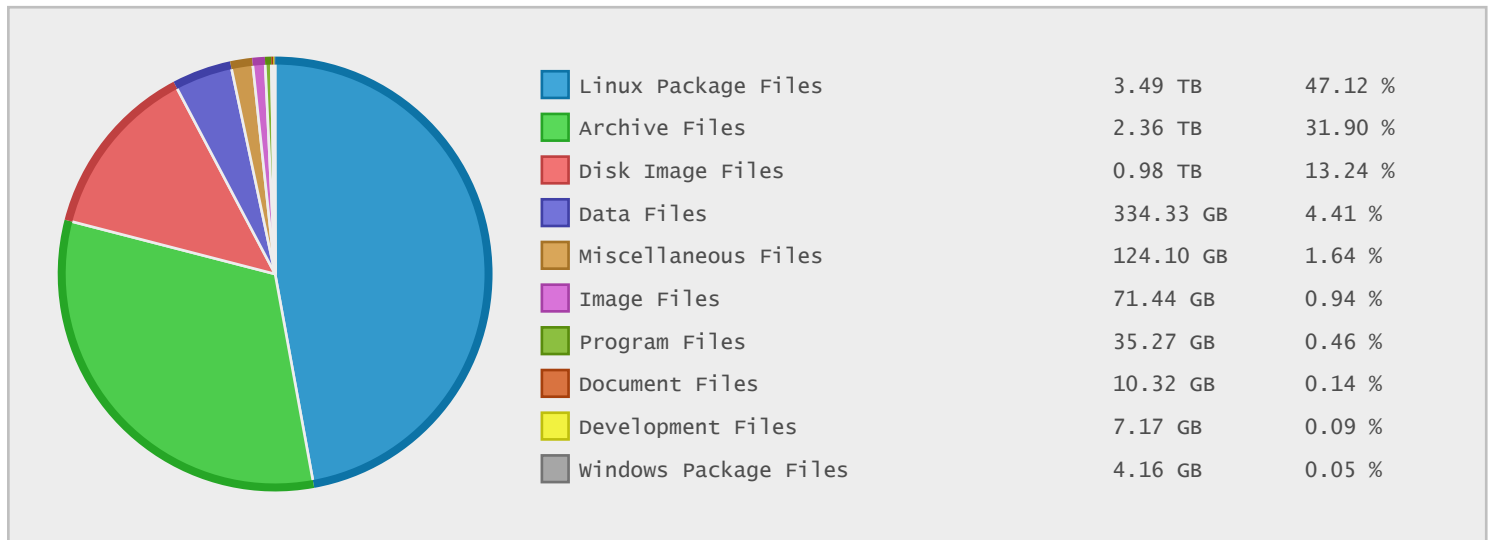 Linux Package Files 3.49 TB 47.12 %
Archive Files 2.36 TB 31.90 %
Disk Image Files 0.98 TB 13.24 %
Data Files 334.33 GB 4.41 %
Miscellaneous Files 124.10 GB 1.64 %
Image Files 71.44 GB 0.94 %
Program Files 35.27 GB 0.46 %
Document Files 10.32 GB 0.14 %
Development Files 7.17 GB 0.09 %
Windows Package Files 4.16 GB 0.05 %